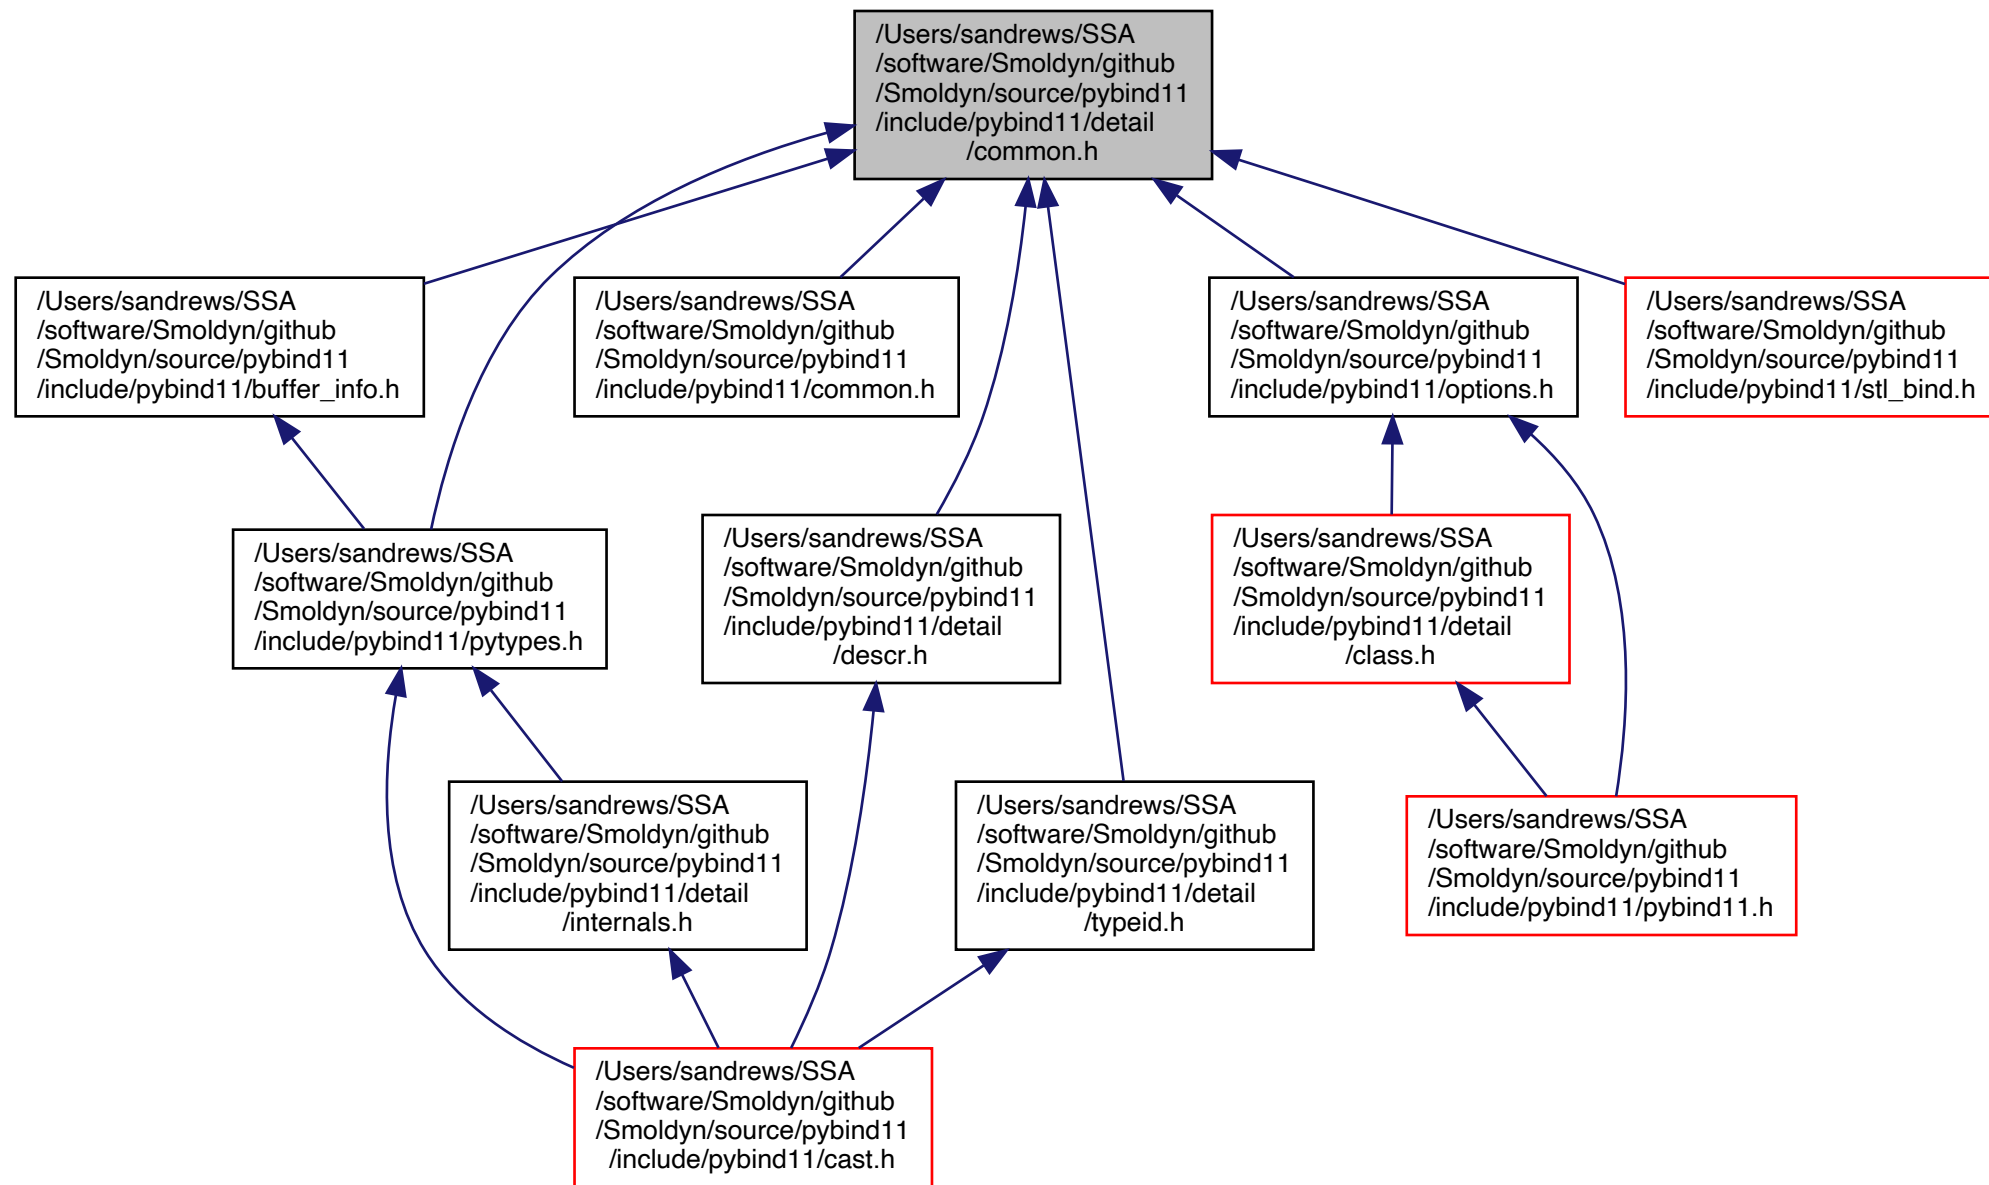 /Users/sandrews/SSA
/software/Smoldyn/github
/Smoldyn/source/pybind11
/include/pybind11/detail
/common.h
/Users/sandrews/SSA
/software/Smoldyn/github
/Smoldyn/source/pybind11
/include/pybind11/buffer_info.h
/Users/sandrews/SSA
/software/Smoldyn/github
/Smoldyn/source/pybind11
/include/pybind11/common.h
/Users/sandrews/SSA
/software/Smoldyn/github
/Smoldyn/source/pybind11
/include/pybind11/options.h
/Users/sandrews/SSA
/software/Smoldyn/github
/Smoldyn/source/pybind11
/include/pybind11/stl_bind.h
/Users/sandrews/SSA
/software/Smoldyn/github
/Smoldyn/source/pybind11
/include/pybind11/pytypes.h
/Users/sandrews/SSA
/software/Smoldyn/github
/Smoldyn/source/pybind11
/include/pybind11/detail
/descr.h
/Users/sandrews/SSA
/software/Smoldyn/github
/Smoldyn/source/pybind11
/include/pybind11/detail
/class.h
/Users/sandrews/SSA
/software/Smoldyn/github
/Smoldyn/source/pybind11
/include/pybind11/detail
/internals.h
/Users/sandrews/SSA
/software/Smoldyn/github
/Smoldyn/source/pybind11
/include/pybind11/detail
/typeid.h
/Users/sandrews/SSA
/software/Smoldyn/github
/Smoldyn/source/pybind11
/include/pybind11/pybind11.h
/Users/sandrews/SSA
/software/Smoldyn/github
/Smoldyn/source/pybind11
/include/pybind11/cast.h